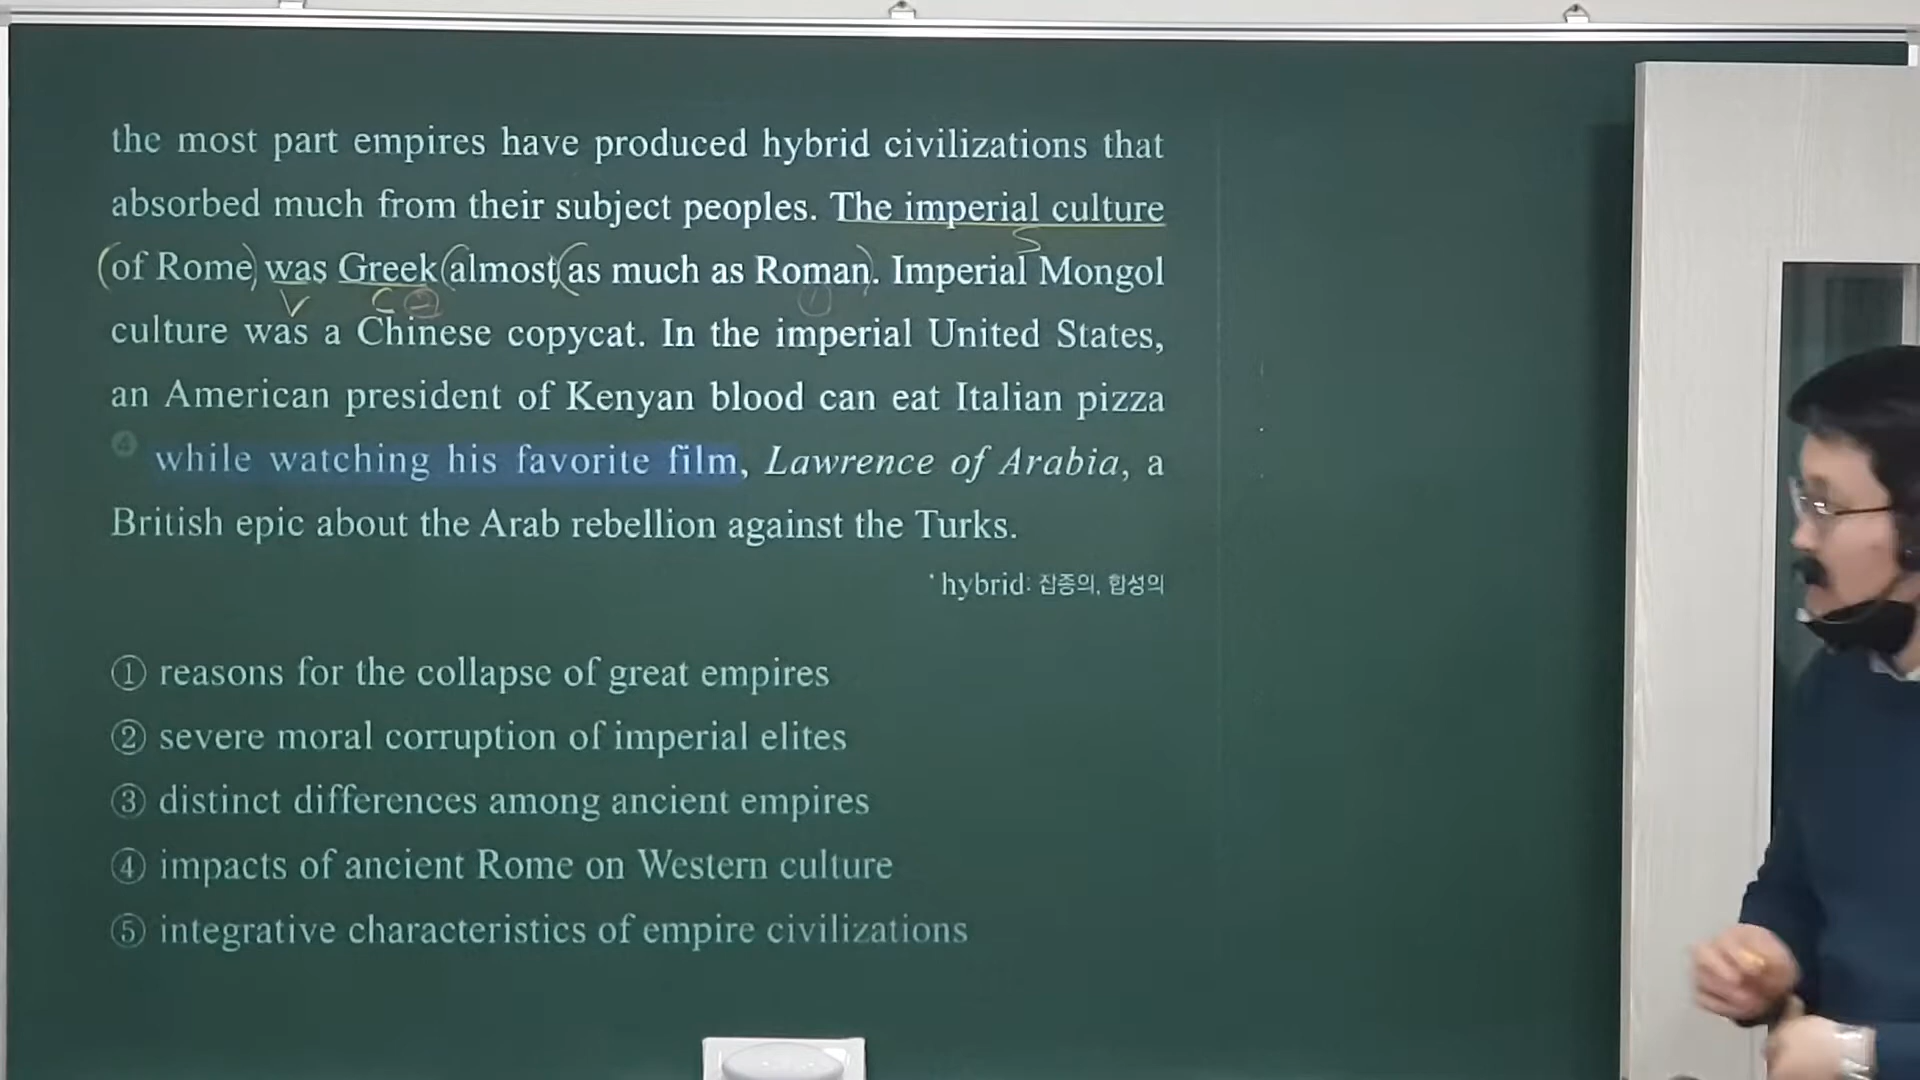 the most part empires have produced hybrid civilizations that
absorbed much from their subject peoples. The imperial culture
(of Rome) was Greek (almost (as much as Roman). Imperial Mongol
V C ② ①
culture was a Chinese copycat. In the imperial United States,
an American president of Kenyan blood can eat Italian pizza
④ while watching his favorite film, Lawrence of Arabia, a
British epic about the Arab rebellion against the Turks.
* hybrid: 잡종의, 합성의
① reasons for the collapse of great empires
② severe moral corruption of imperial elites
③ distinct differences among ancient empires
④ impacts of ancient Rome on Western culture
⑤ integrative characteristics of empire civilizations